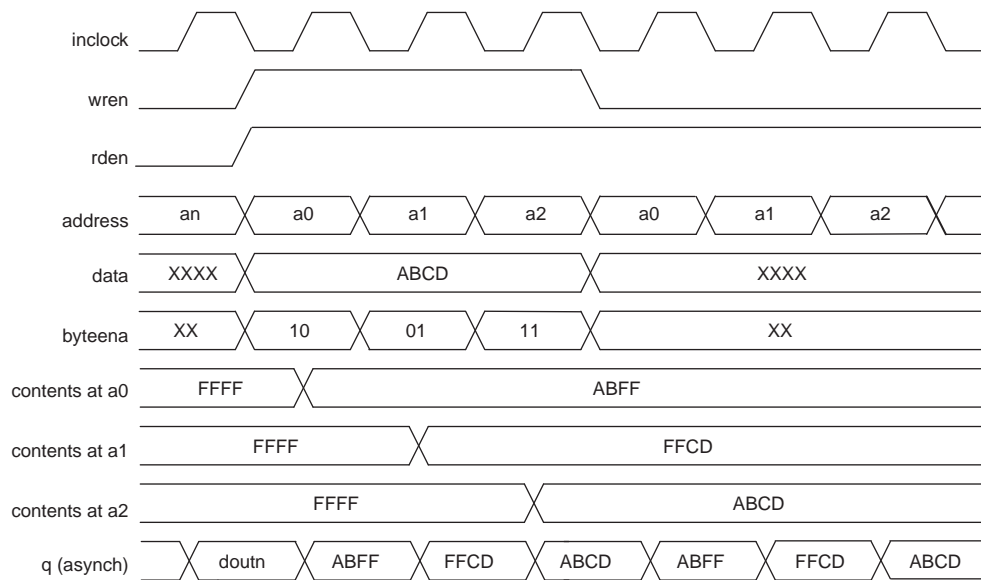 inclock
wren
rden
address an a0 a1 a2 a0 a1 a2
data XXXX ABCD XXXX
byteena XX 10 01 11 XX
contents at a0 FFFF ABFF
contents at a1 FFFF FFCD
contents at a2 FFFF ABCD
q (asynch) doutn ABFF FFCD ABCD ABFF FFCD ABCD